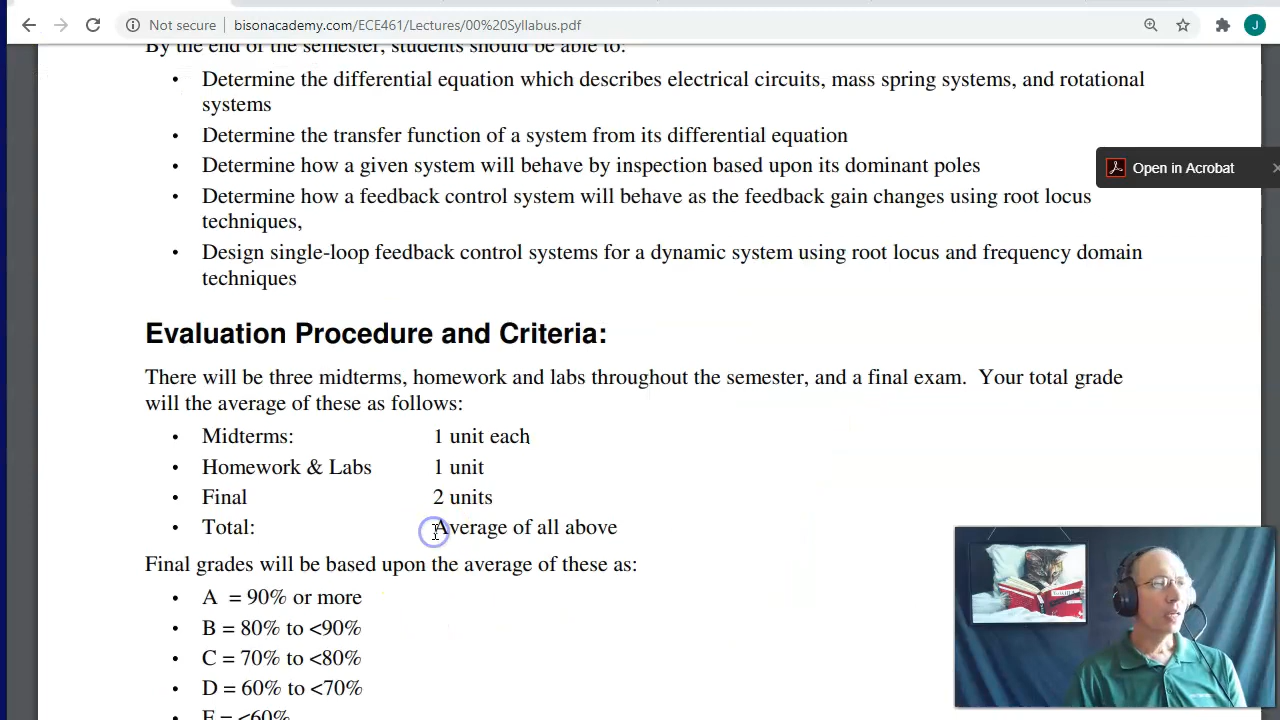 Not secure
bisonacademy.com/ECE461/Lectures/00%20Syllabus.pdf
J
By the end of the semester, students should be able to:
• Determine the differential equation which describes electrical circuits, mass spring systems, and rotational
systems
• Determine the transfer function of a system from its differential equation
• Determine how a given system will behave by inspection based upon its dominant poles
Open in Acrobat
• Determine how a feedback control system will behave as the feedback gain changes using root locus
techniques,
• Design single-loop feedback control systems for a dynamic system using root locus and frequency domain
techniques
Evaluation Procedure and Criteria:
There will be three midterms, homework and labs throughout the semester, and a final exam. Your total grade
will the average of these as follows:
• Midterms: 1 unit each
• Homework & Labs 1 unit
• Final 2 units
• Total: Average of all above
Final grades will be based upon the average of these as:
• A = 90% or more
• B = 80% to <90%
• C = 70% to <80%
• D = 60% to <70%
• F = <60%